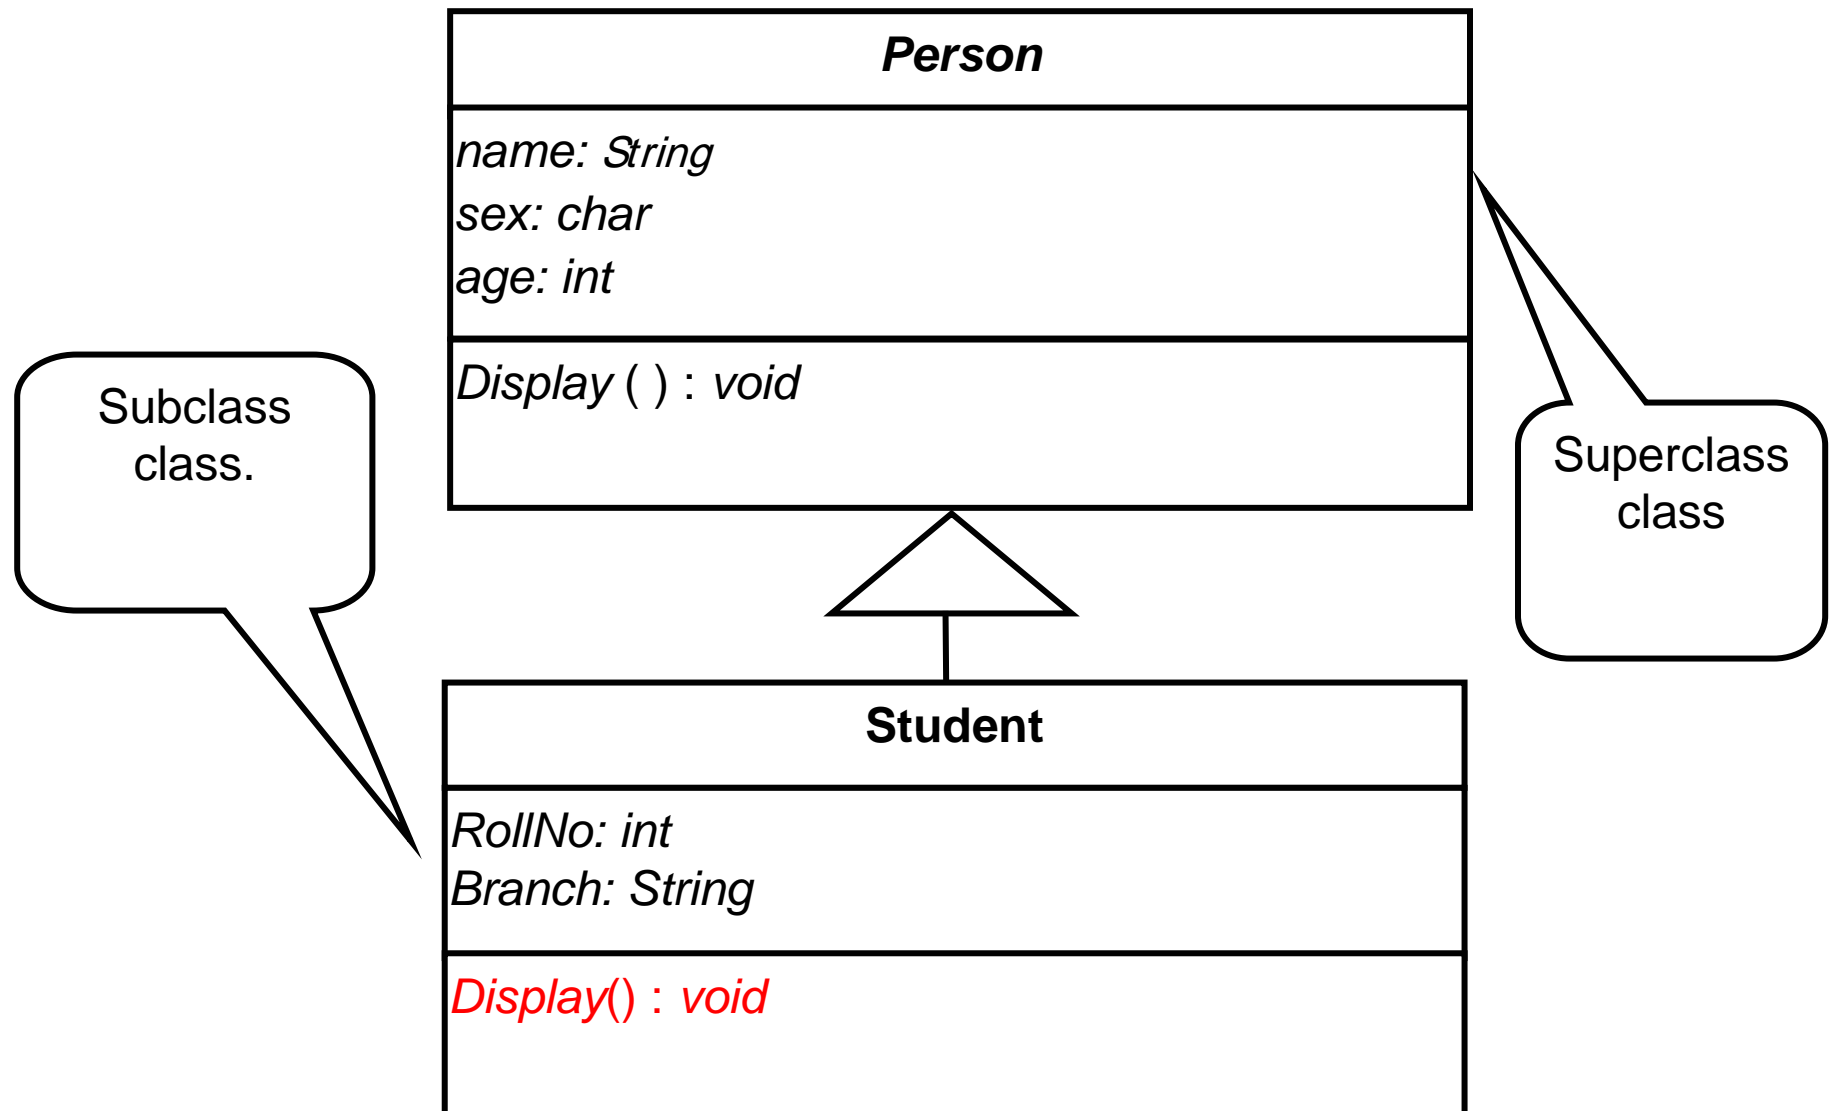 Person
name: String
sex: char
age: int
Display ( ) : void
Subclass
class.
Superclass
class
Student
RollNo: int
Branch: String
Display() : void